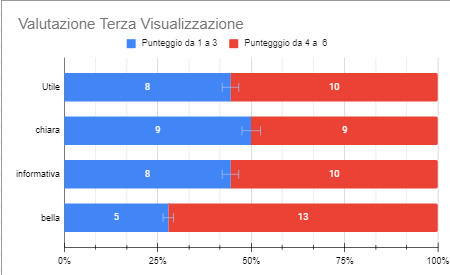 Valutazione Terza Visualizzazione
Punteggio da 1 a 3 Puntegggio da 4 a 6
Utile 8 10
chiara 9 9
informativa 8 10
bella 5 13
0% 25% 50% 75% 100%